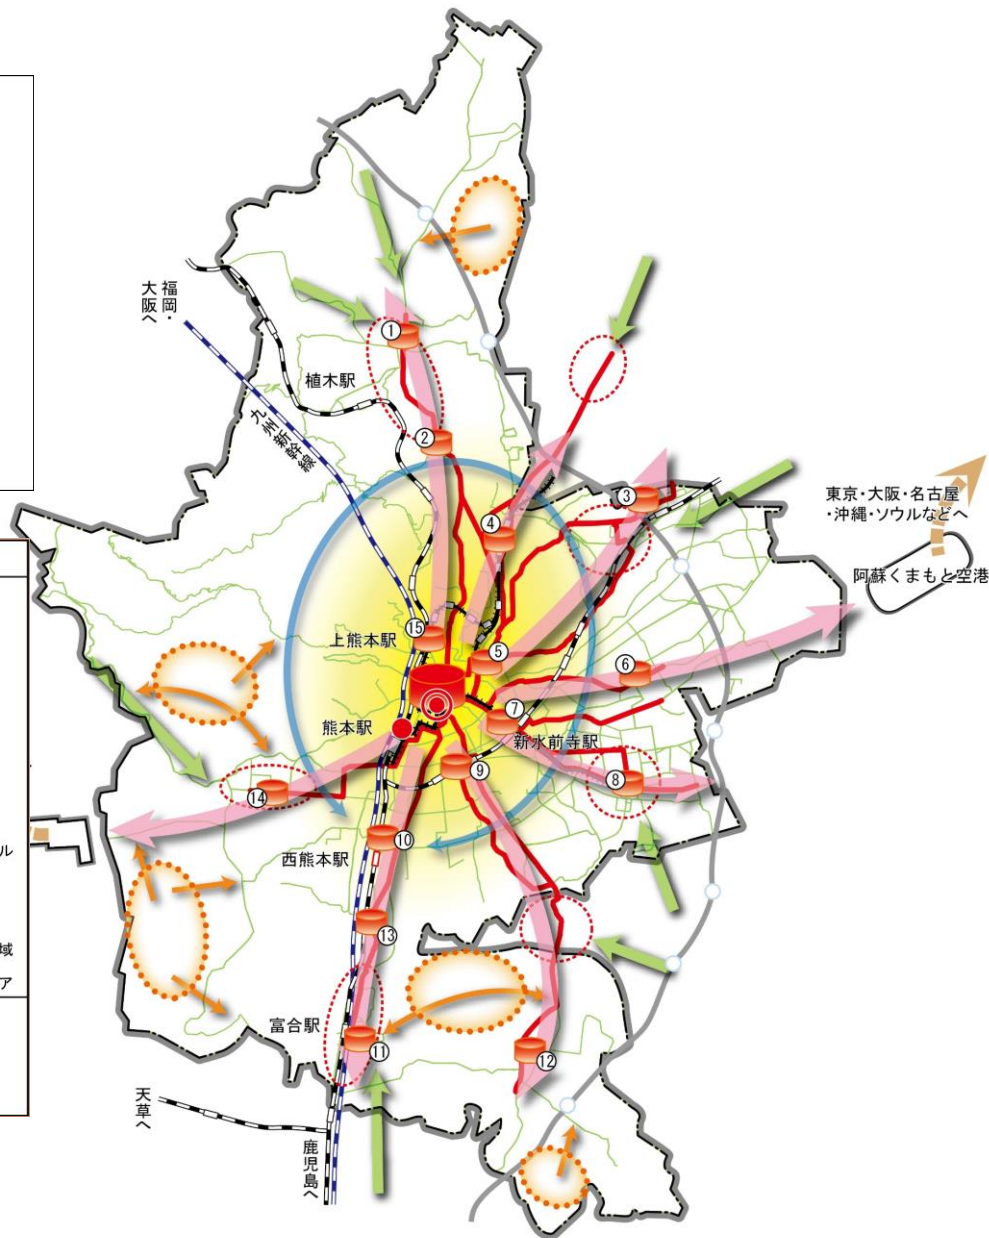 福岡・
大阪へ
①
植木駅
九州新幹線
②
③
④
東京・大阪・名古屋
・沖縄・ソウルなどへ
阿蘇くまもと空港
⑮
上熊本駅
⑤
⑥
熊本駅
⑦
新水前寺駅
⑨
⑧
⑭
⑩
西熊本駅
ル
⑬
域
ア
富合駅
⑪
⑫
天草へ
鹿児島へ